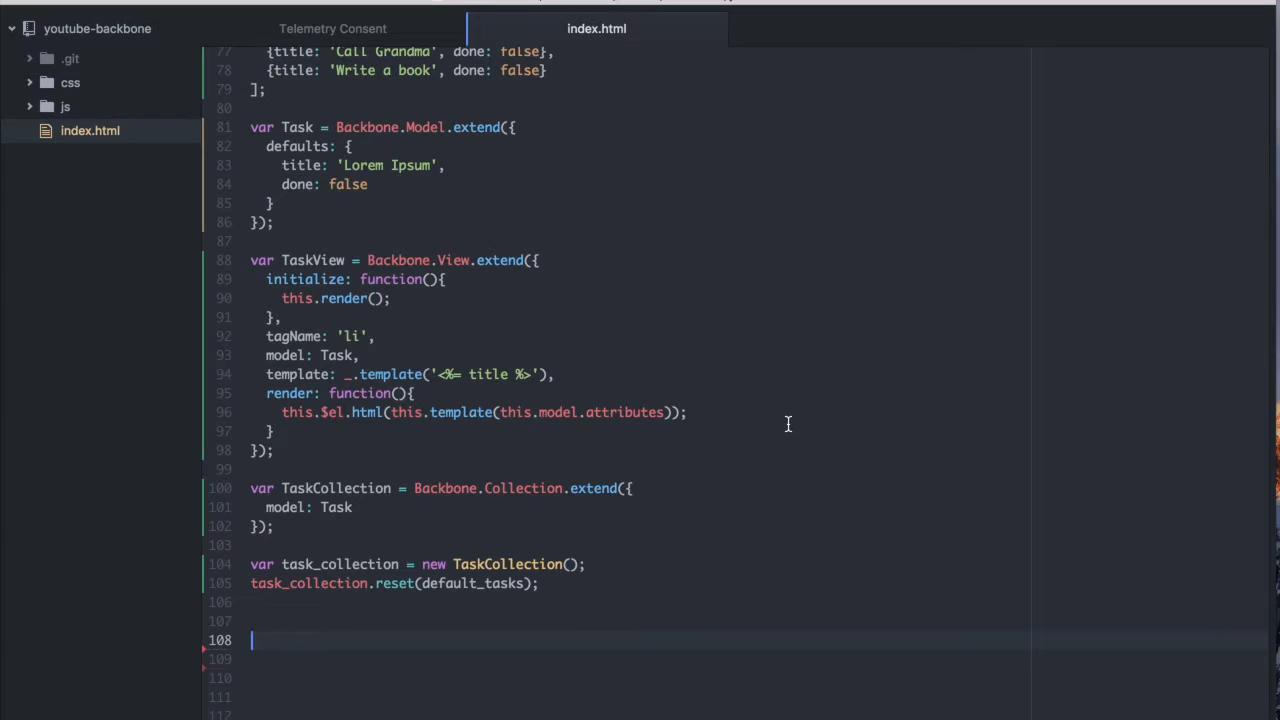 youtube-backbone
Telemetry Consent
index.html
.git
css
js
index.html
77 {title: 'Call Grandma', done: false},
78 {title: 'Write a book', done: false}
79 ];
80
81 var Task = Backbone.Model.extend({
82 defaults: {
83 title: 'Lorem Ipsum',
84 done: false
85 }
86 });
87
88 var TaskView = Backbone.View.extend({
89 initialize: function(){
90 this.render();
91 },
92 tagName: 'li',
93 model: Task,
94 template: _.template('<%= title %>'),
95 render: function(){
96 this.$el.html(this.template(this.model.attributes));
97 }
98 });
99
100 var TaskCollection = Backbone.Collection.extend({
101 model: Task
102 });
103
104 var task_collection = new TaskCollection();
105 task_collection.reset(default_tasks);
106
107
108
109
110
111
112